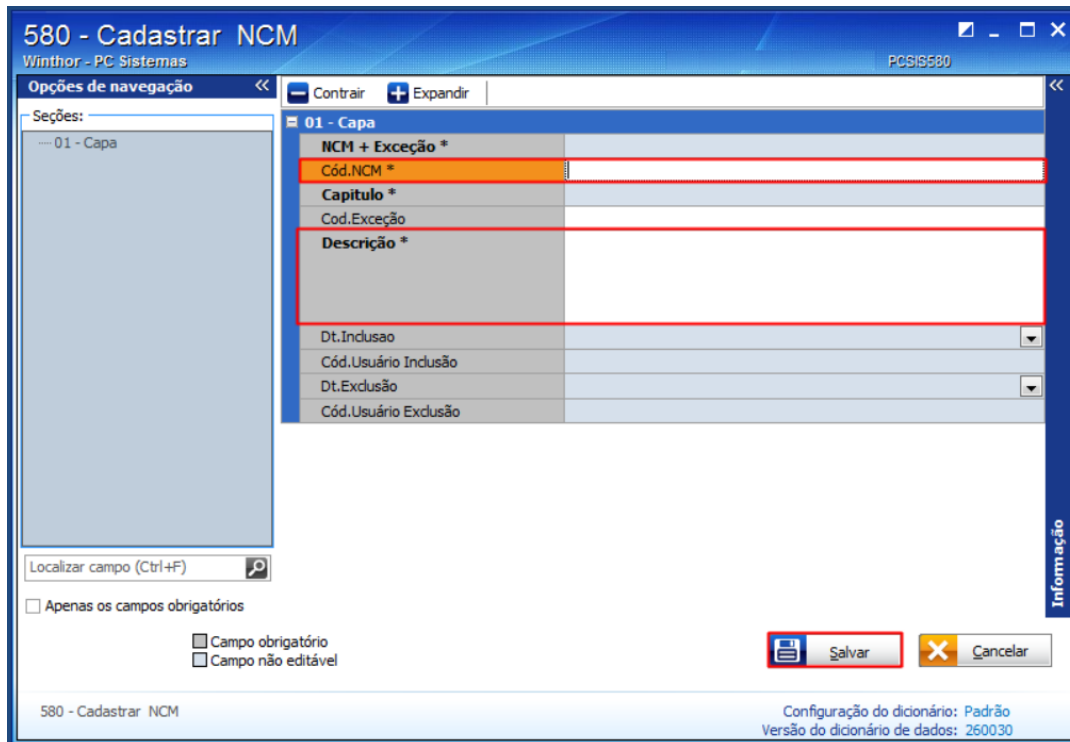 580 - Cadastrar NCM
Winthor - PC Sistemas
PCSIS580
Opções de navegação
Seções:
01 - Capa
Contrair
Expandir
01 - Capa
NCM + Exceção *
Cód.NCM *
Capitulo *
Cod.Exceção
Descrição *
Dt.Inclusao
Cód.Usuário Inclusão
Dt.Exclusão
Cód.Usuário Exclusão
Informação
Localizar campo (Ctrl+F)
Apenas os campos obrigatórios
Campo obrigatório
Campo não editável
Salvar
Cancelar
580 - Cadastrar NCM
Configuração do dicionário: Padrão
Versão do dicionário de dados: 260030